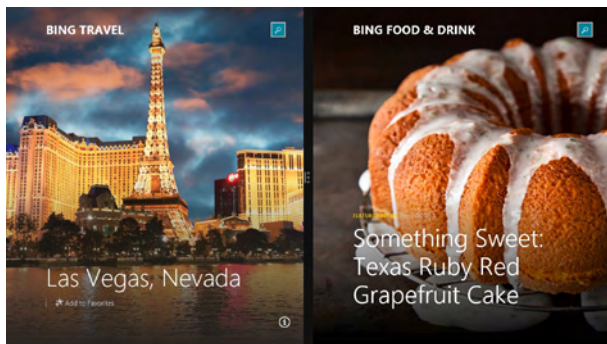 BING TRAVEL
Las Vegas, Nevada
Add to Favorites
BING FOOD & DRINK
Something Sweet:
Texas Ruby Red
Grapefruit Cake